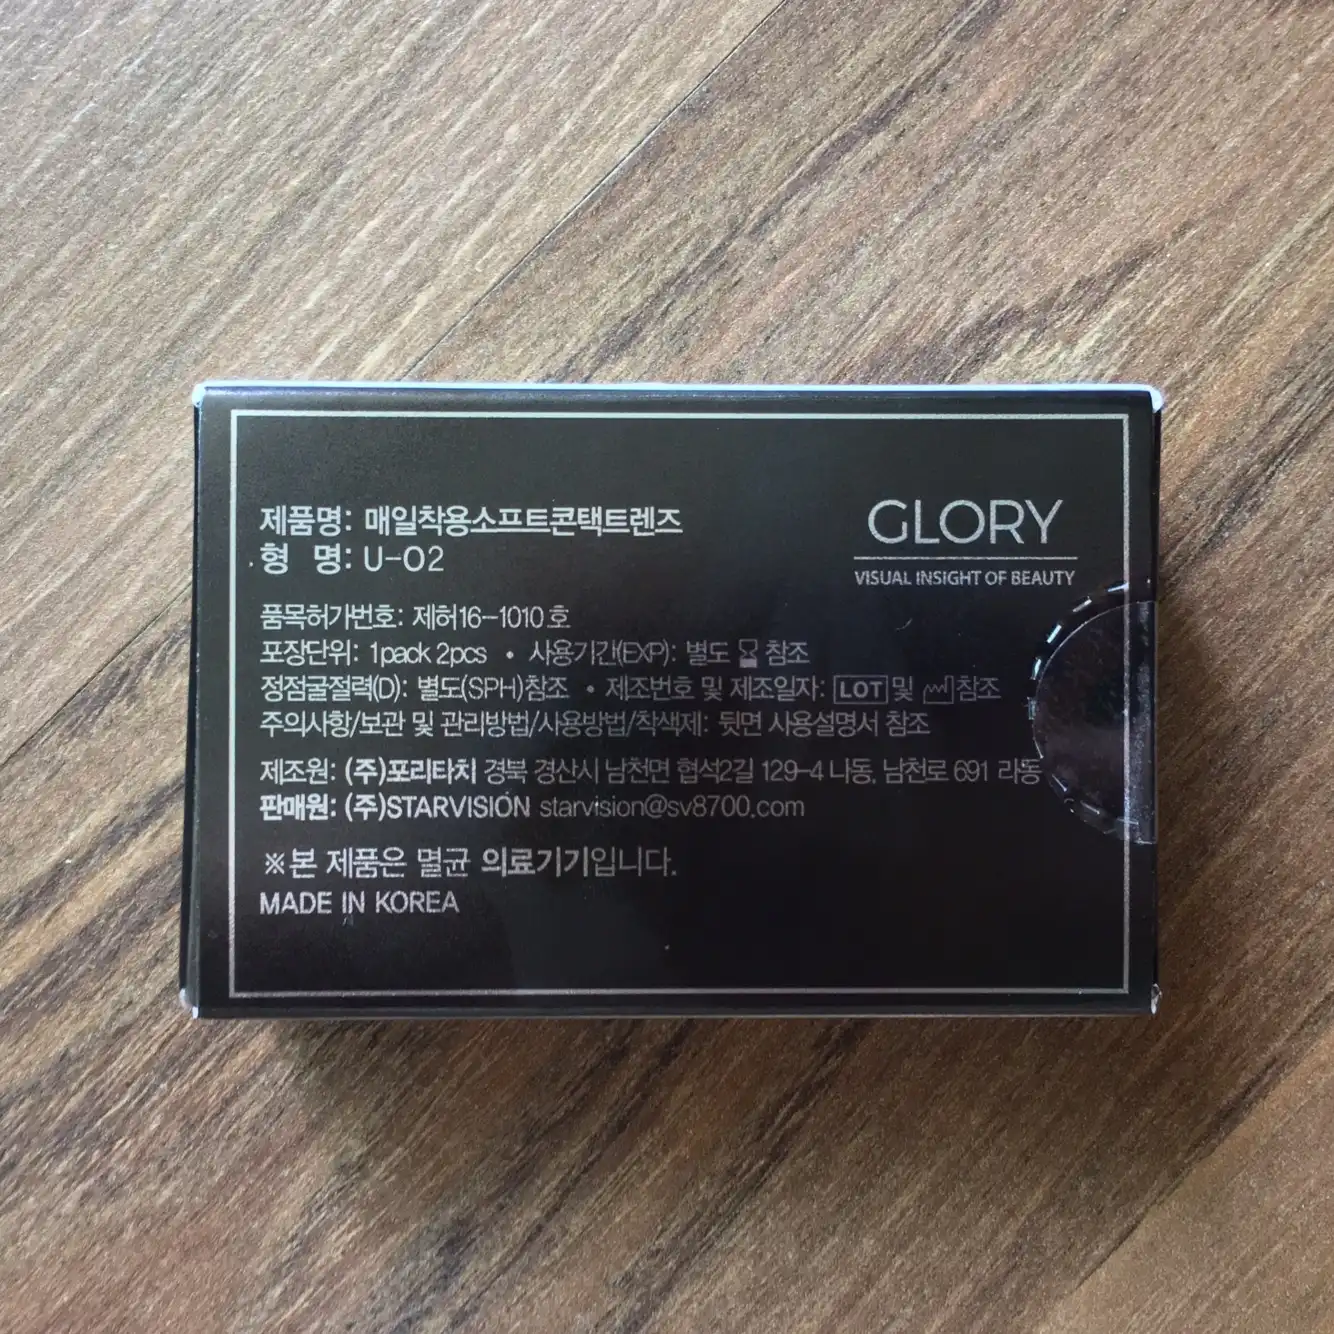 제품명: 매일착용소프트콘택트렌즈
형 명: U-02
GLORY
VISUAL INSIGHT OF BEAUTY
품목허가번호: 제허16-1010호
포장단위: 1pack 2pcs • 사용기간(EXP): 별도 참조
정점굴절력(D): 별도(SPH)참조 • 제조번호 및 제조일자: LOT 및 참조
주의사항/보관 및 관리방법/사용방법/착색제: 뒷면 사용설명서 참조
제조원: (주)포리타치 경북 경산시 남천면 협석2길 129-4 나동, 남천로 691 라동
판매원: (주)STARVISION starvision@sv8700.com
※본 제품은 멸균 의료기기입니다.
MADE IN KOREA